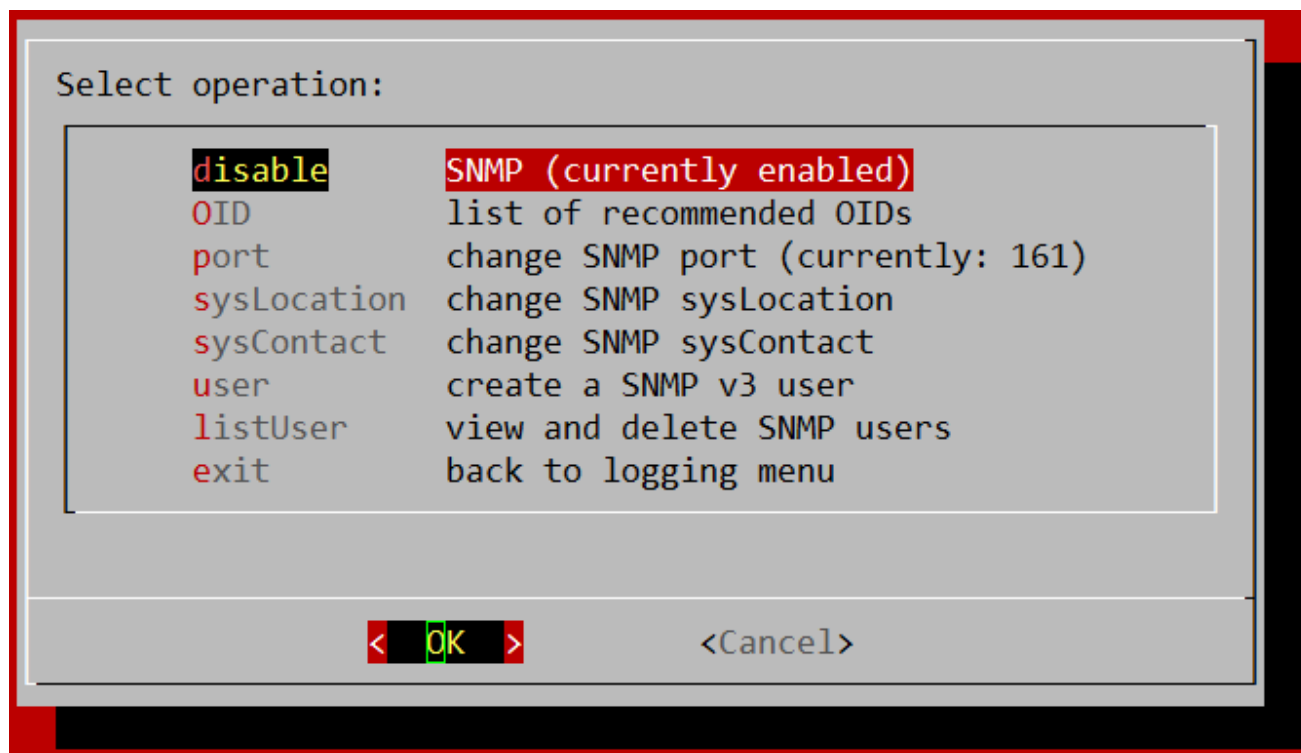 Select operation:
disable SNMP (currently enabled)
OID list of recommended OIDs
port change SNMP port (currently: 161)
sysLocation change SNMP sysLocation
sysContact change SNMP sysContact
user create a SNMP v3 user
listUser view and delete SNMP users
exit back to logging menu
< OK > <Cancel>